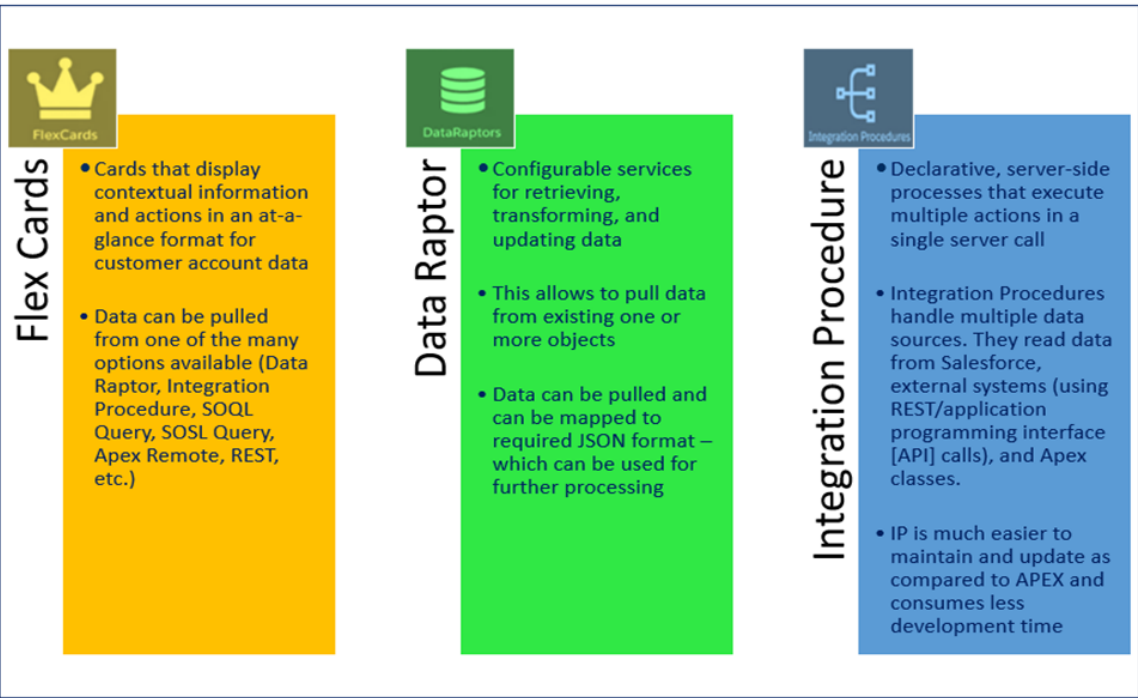 FlexCards
Flex Cards
• Cards that display
contextual information
and actions in an at-a-
glance format for
customer account data
• Data can be pulled
from one of the many
options available (Data
Raptor, Integration
Procedure, SOQL
Query, SOSL Query,
Apex Remote, REST,
etc.)
DataRaptors
Data Raptor
• Configurable services
for retrieving,
transforming, and
updating data
• This allows to pull data
from existing one or
more objects
• Data can be pulled and
can be mapped to
required JSON format –
which can be used for
further processing
Integration Procedures
Integration Procedure
• Declarative, server-side
processes that execute
multiple actions in a
single server call
• Integration Procedures
handle multiple data
sources. They read data
from Salesforce,
external systems (using
REST/application
programming interface
[API] calls), and Apex
classes.
• IP is much easier to
maintain and update as
compared to APEX and
consumes less
development time